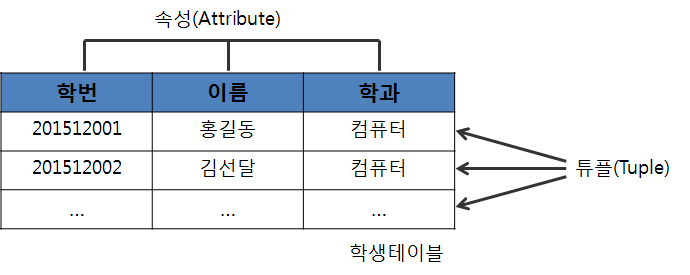 속성(Attribute)
학번 이름 학과
201512001 홍길동 컴퓨터
201512002 김선달 컴퓨터
... ... ...
튜플(Tuple)
학생테이블